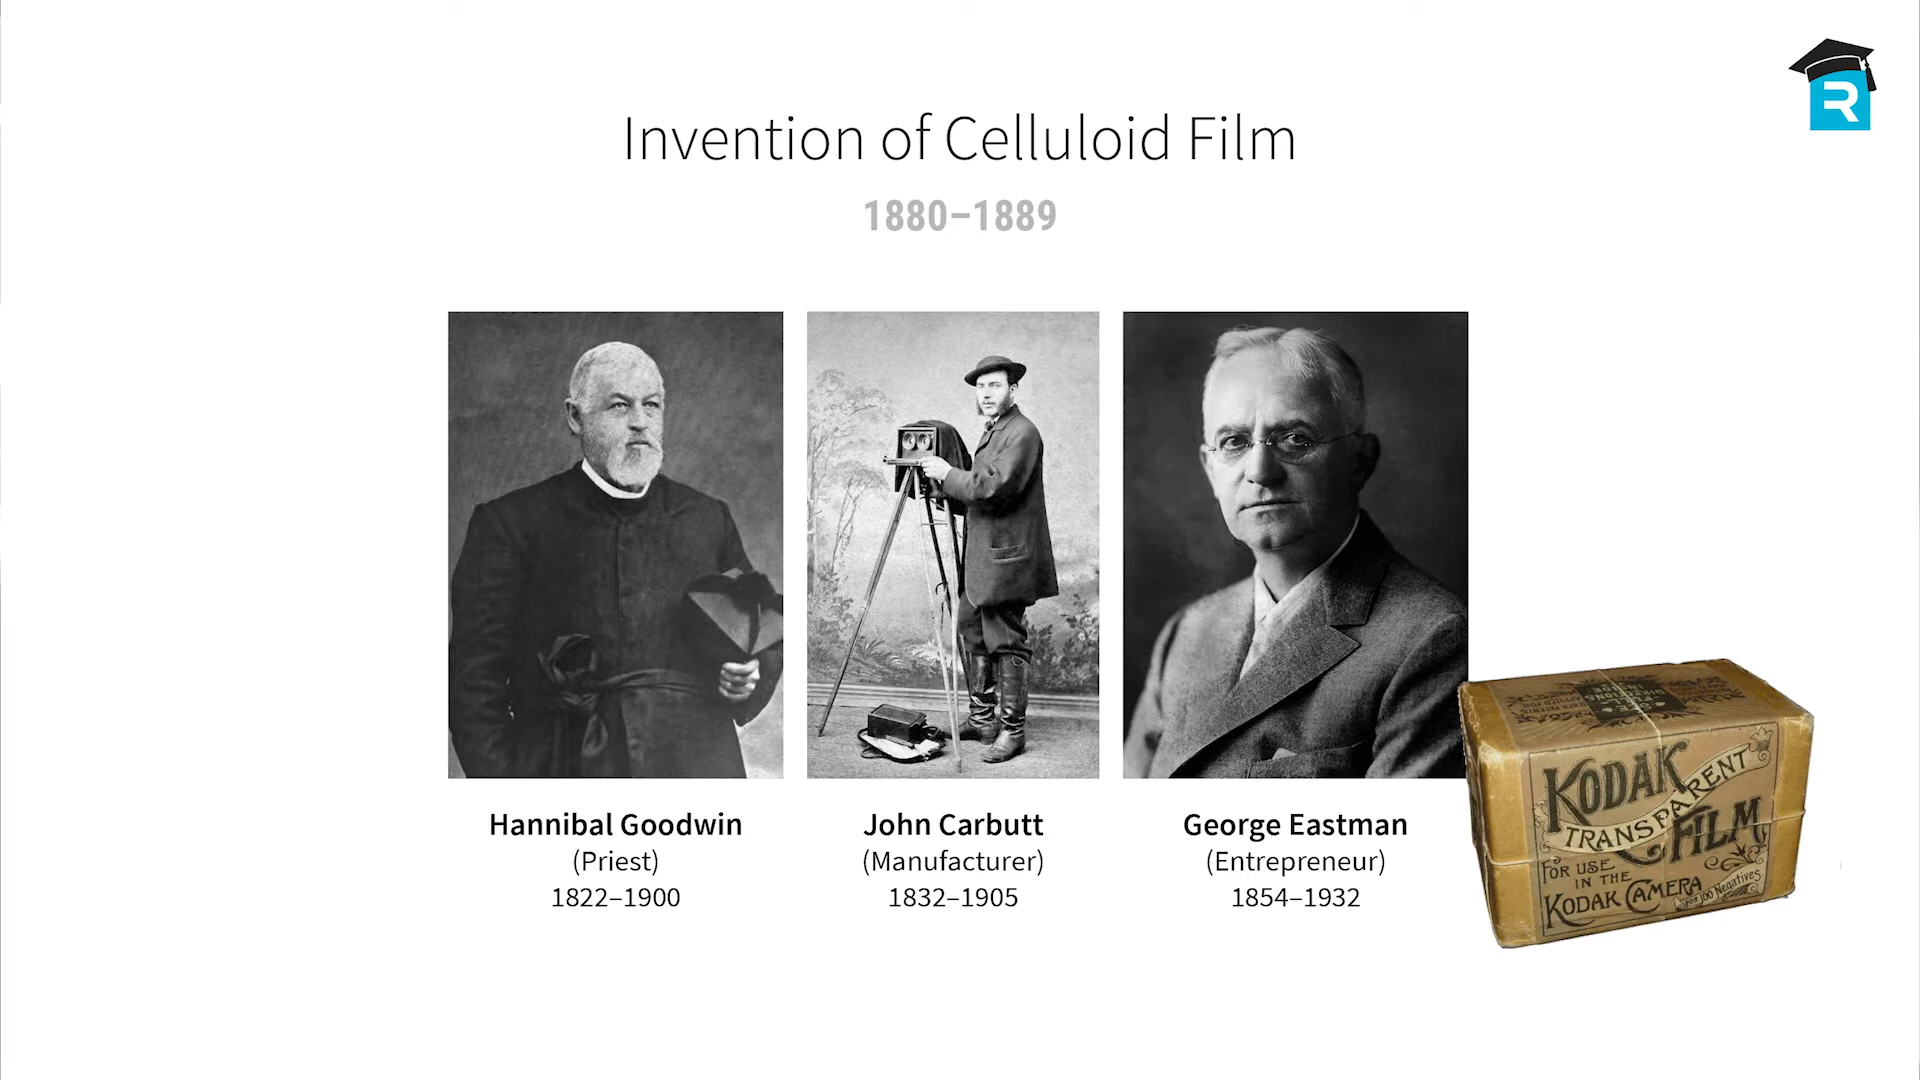 Invention of Celluloid Film
1880–1889
R
Hannibal Goodwin
(Priest)
1822–1900
John Carbutt
(Manufacturer)
1832–1905
George Eastman
(Entrepreneur)
1854–1932
KODAK
TRANSPARENT
FILM
FOR USE
IN THE
KODAK CAMERA
FOR 100 Negatives